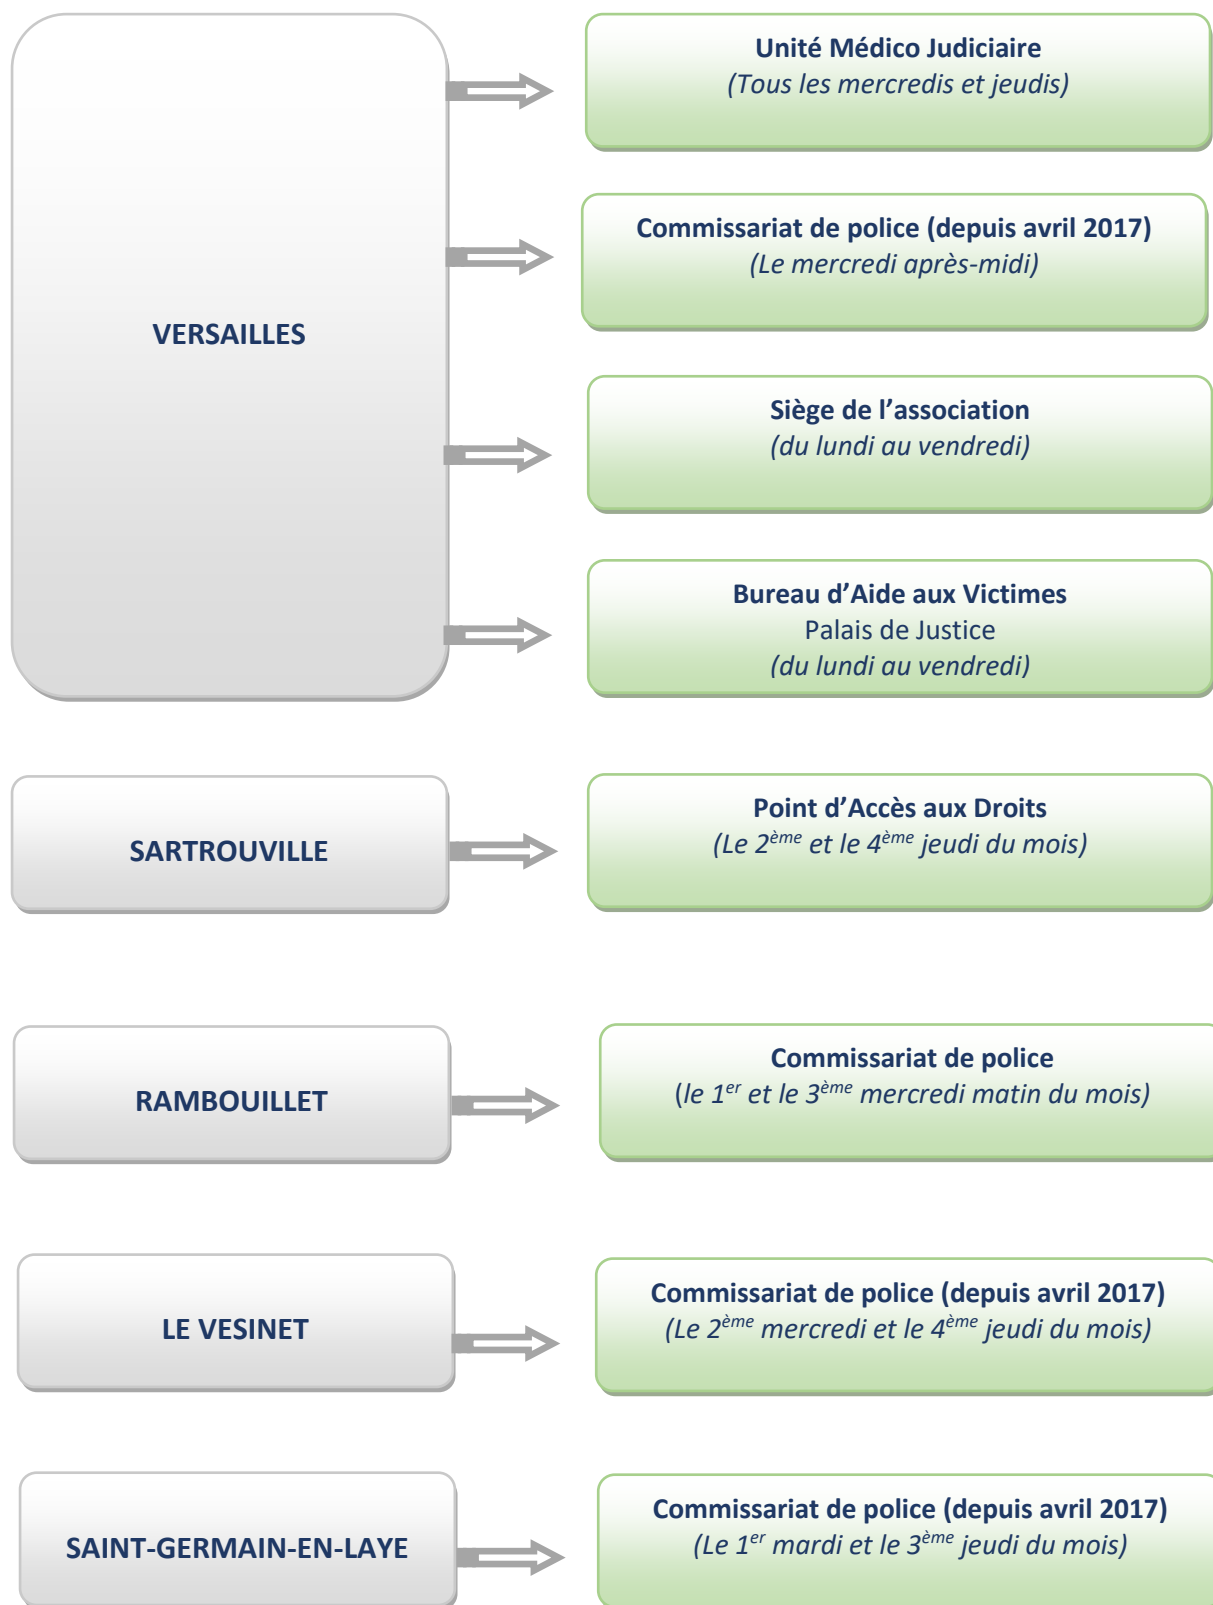 VERSAILLES
Unité Médico Judiciaire
(Tous les mercredis et jeudis)
Commissariat de police (depuis avril 2017)
(Le mercredi après-midi)
Siège de l’association
(du lundi au vendredi)
Bureau d’Aide aux Victimes
Palais de Justice
(du lundi au vendredi)
SARTROUVILLE
Point d’Accès aux Droits
(Le 2ème et le 4ème jeudi du mois)
RAMBOUILLET
Commissariat de police
(le 1er et le 3ème mercredi matin du mois)
LE VESINET
Commissariat de police (depuis avril 2017)
(Le 2ème mercredi et le 4ème jeudi du mois)
SAINT-GERMAIN-EN-LAYE
Commissariat de police (depuis avril 2017)
(Le 1er mardi et le 3ème jeudi du mois)